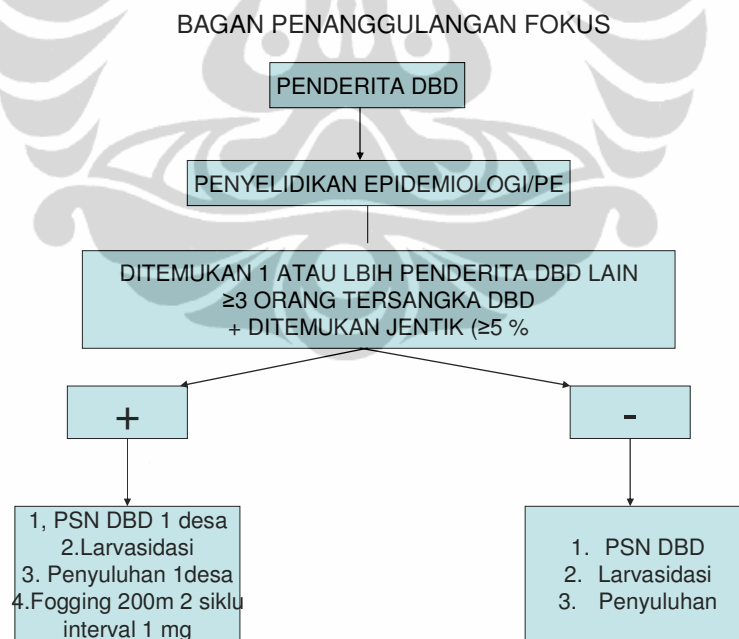 BAGAN PENANGGULANGAN FOKUS
PENDERITA DBD
PENYELIDIKAN EPIDEMIOLOGI/PE
DITEMUKAN 1 ATAU LBIH PENDERITA DBD LAIN
≥3 ORANG TERSANGKA DBD
+ DITEMUKAN JENTIK (≥5 %
+
-
1, PSN DBD 1 desa
2.Larvasidasi
3. Penyuluhan 1desa
4.Fogging 200m 2 siklu
interval 1 mg
1. PSN DBD
2. Larvasidasi
3. Penyuluhan